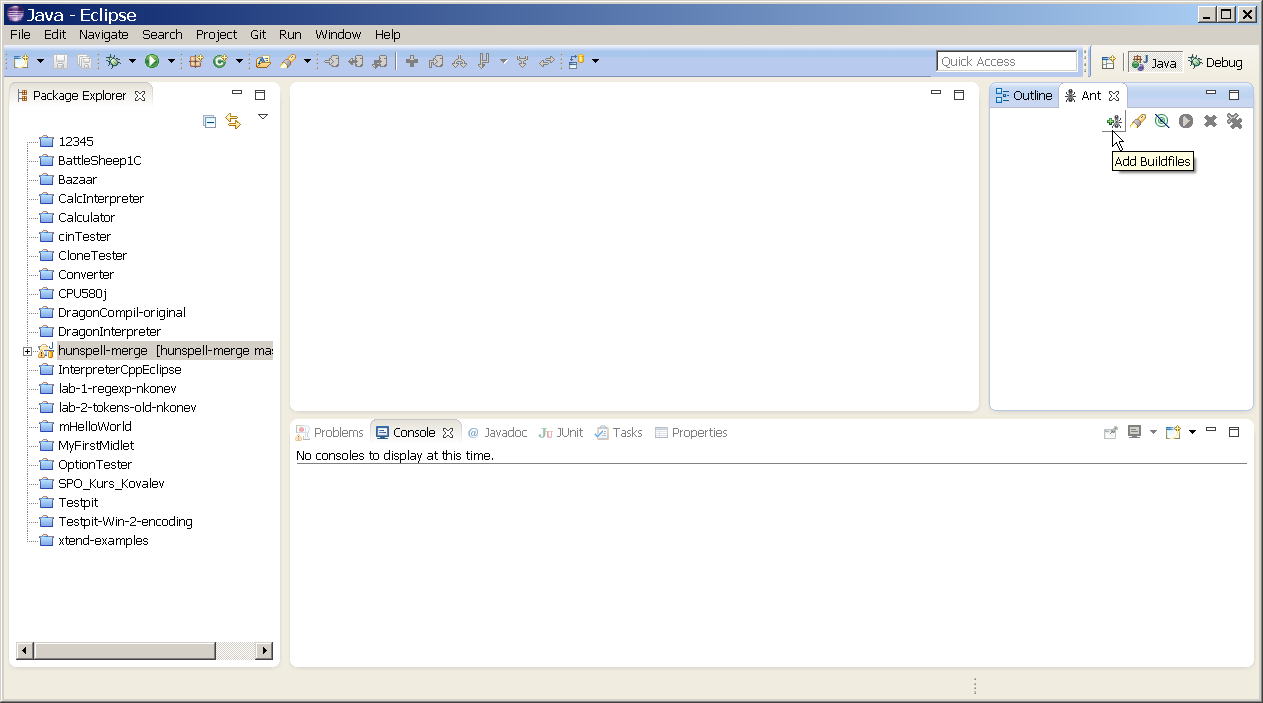 Java - Eclipse
File Edit Navigate Search Project Git Run Window Help
Quick Access Java Debug
Package Explorer
12345
BattleSheep1C
Bazaar
CalcInterpreter
Calculator
cinTester
CloneTester
Converter
CPU580j
DragonCompil-original
DragonInterpreter
hunspell-merge [hunspell-merge mas
InterpreterCppEclipse
lab-1-regexp-nkonev
lab-2-tokens-old-nkonev
mHelloWorld
MyFirstMidlet
OptionTester
SPO_Kurs_Kovalev
Testpit
Testpit-Win-2-encoding
xtend-examples
Outline Ant
Add Buildfiles
Problems Console @ Javadoc Ju JUnit Tasks Properties
No consoles to display at this time.